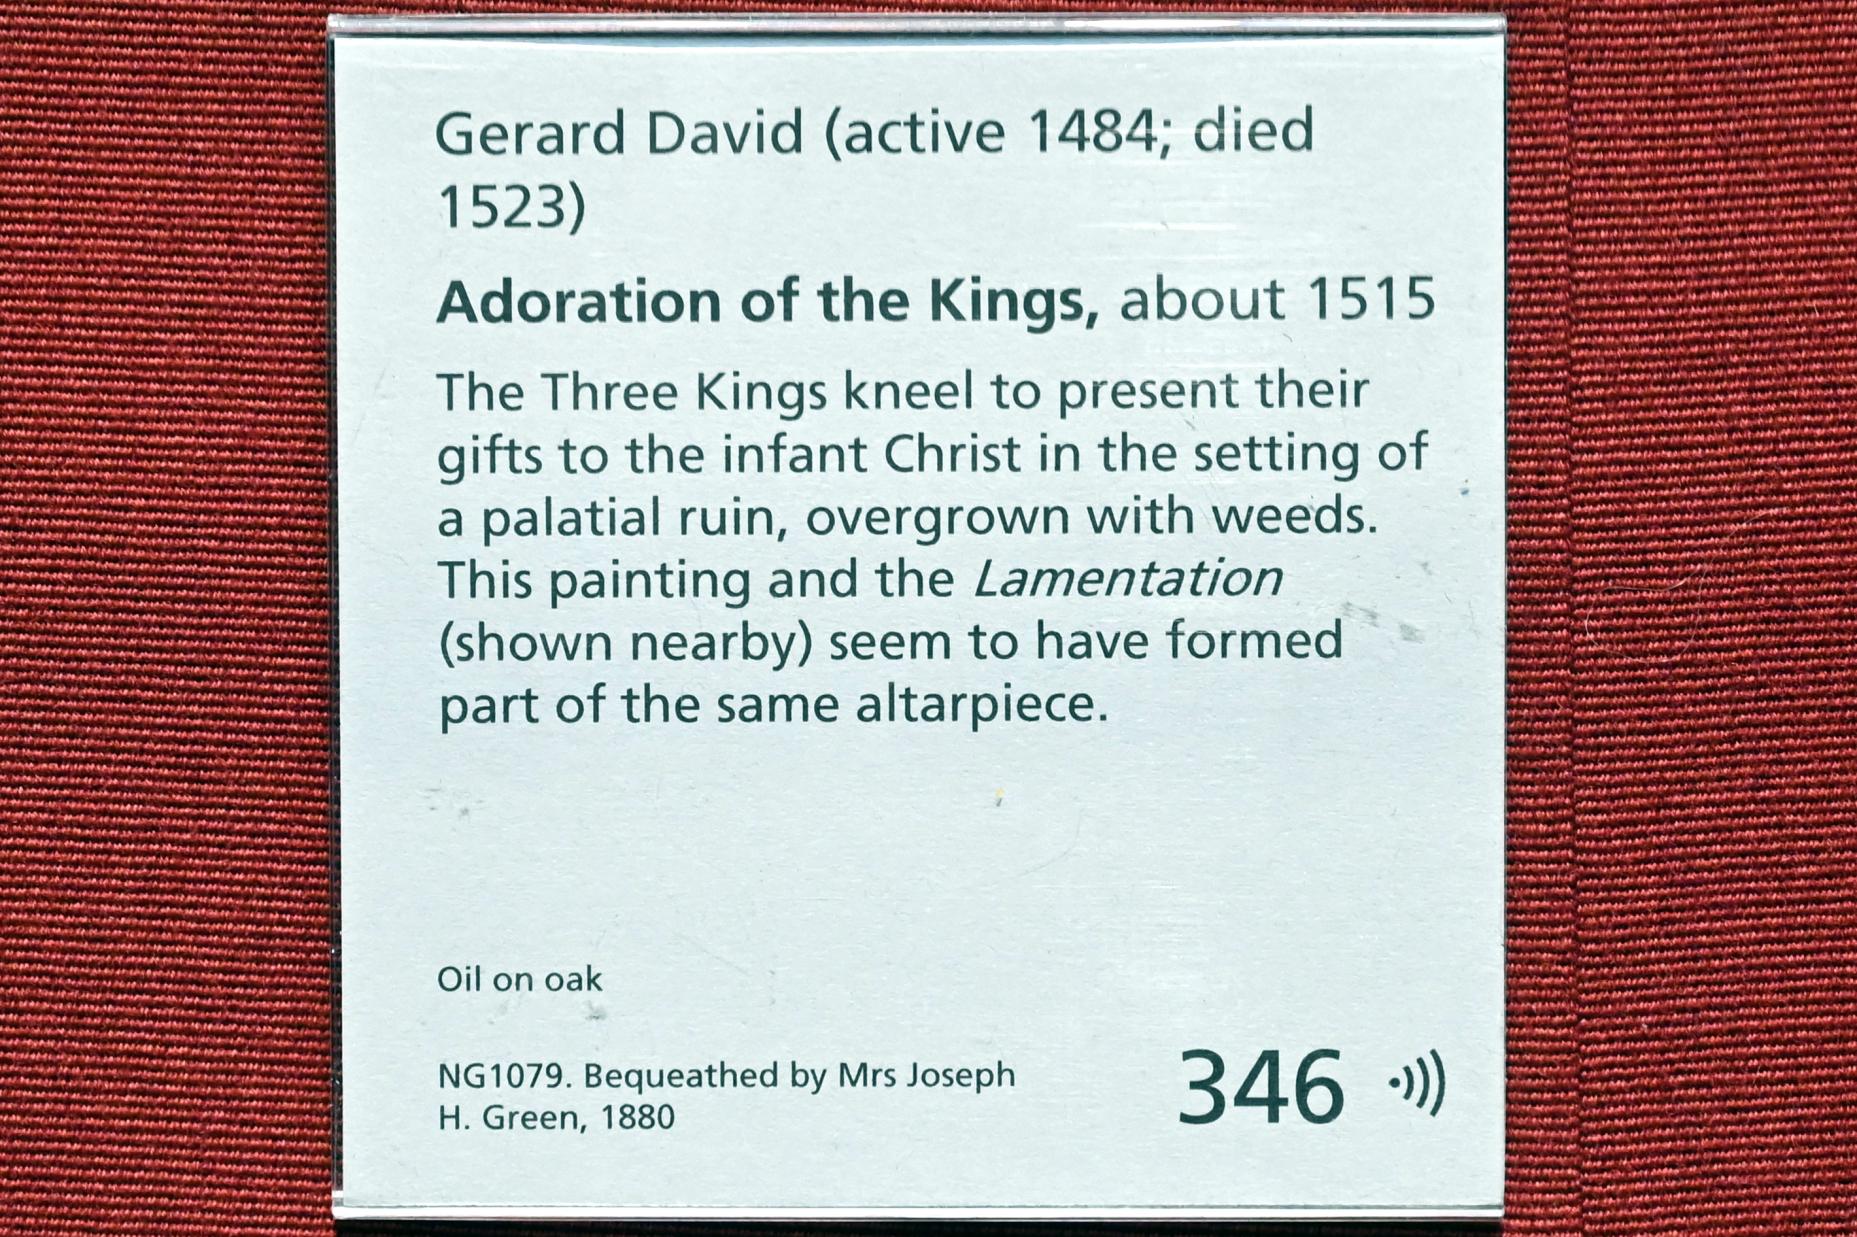 Gerard David (active 1484; died
1523)
Adoration of the Kings, about 1515
The Three Kings kneel to present their
gifts to the infant Christ in the setting of
a palatial ruin, overgrown with weeds.
This painting and the Lamentation
(shown nearby) seem to have formed
part of the same altarpiece.
Oil on oak
NG1079. Bequeathed by Mrs Joseph
H. Green, 1880
346